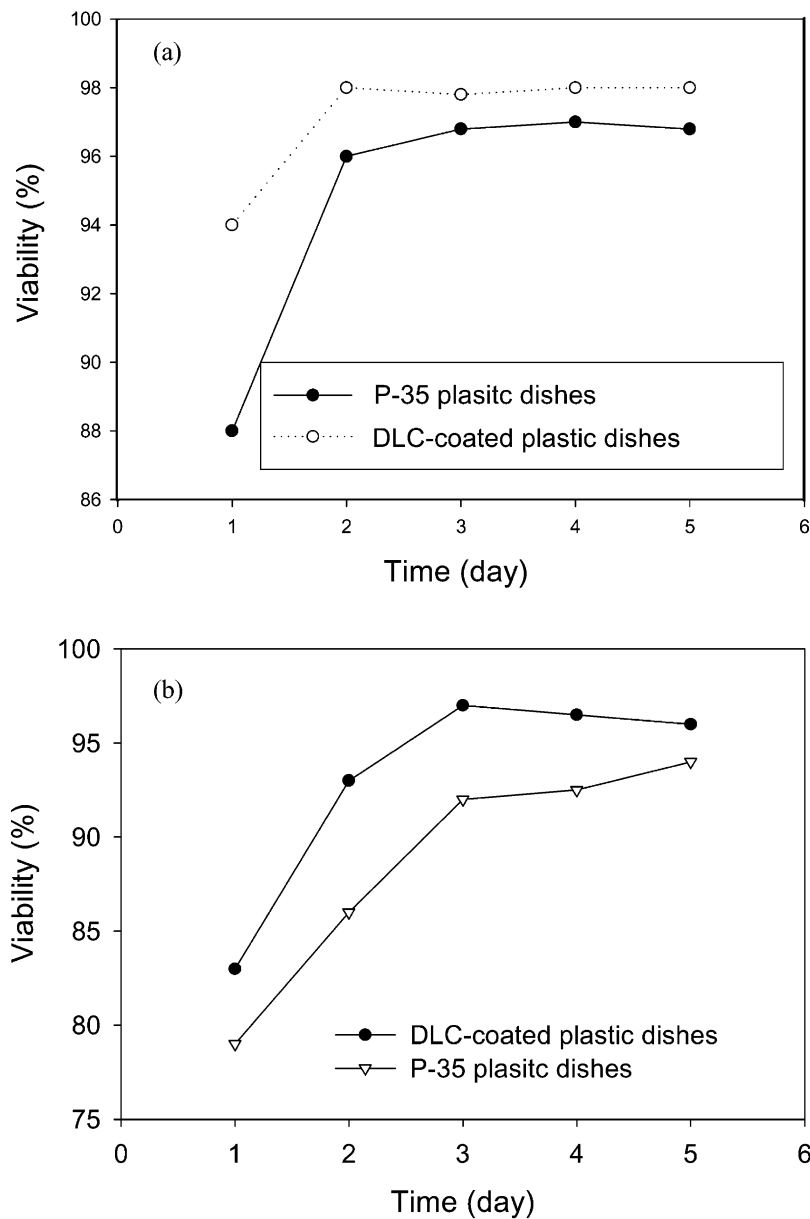 100
(a)
98
96
94
Viability (%)
92
90
P-35 plasitc dishes
88
DLC-coated plastic dishes
86
0 1 2 3 4 5 6
Time (day)
100
(b)
95
90
Viability (%)
85
80
DLC-coated plastic dishes
P-35 plasitc dishes
75
0 1 2 3 4 5 6
Time (day)